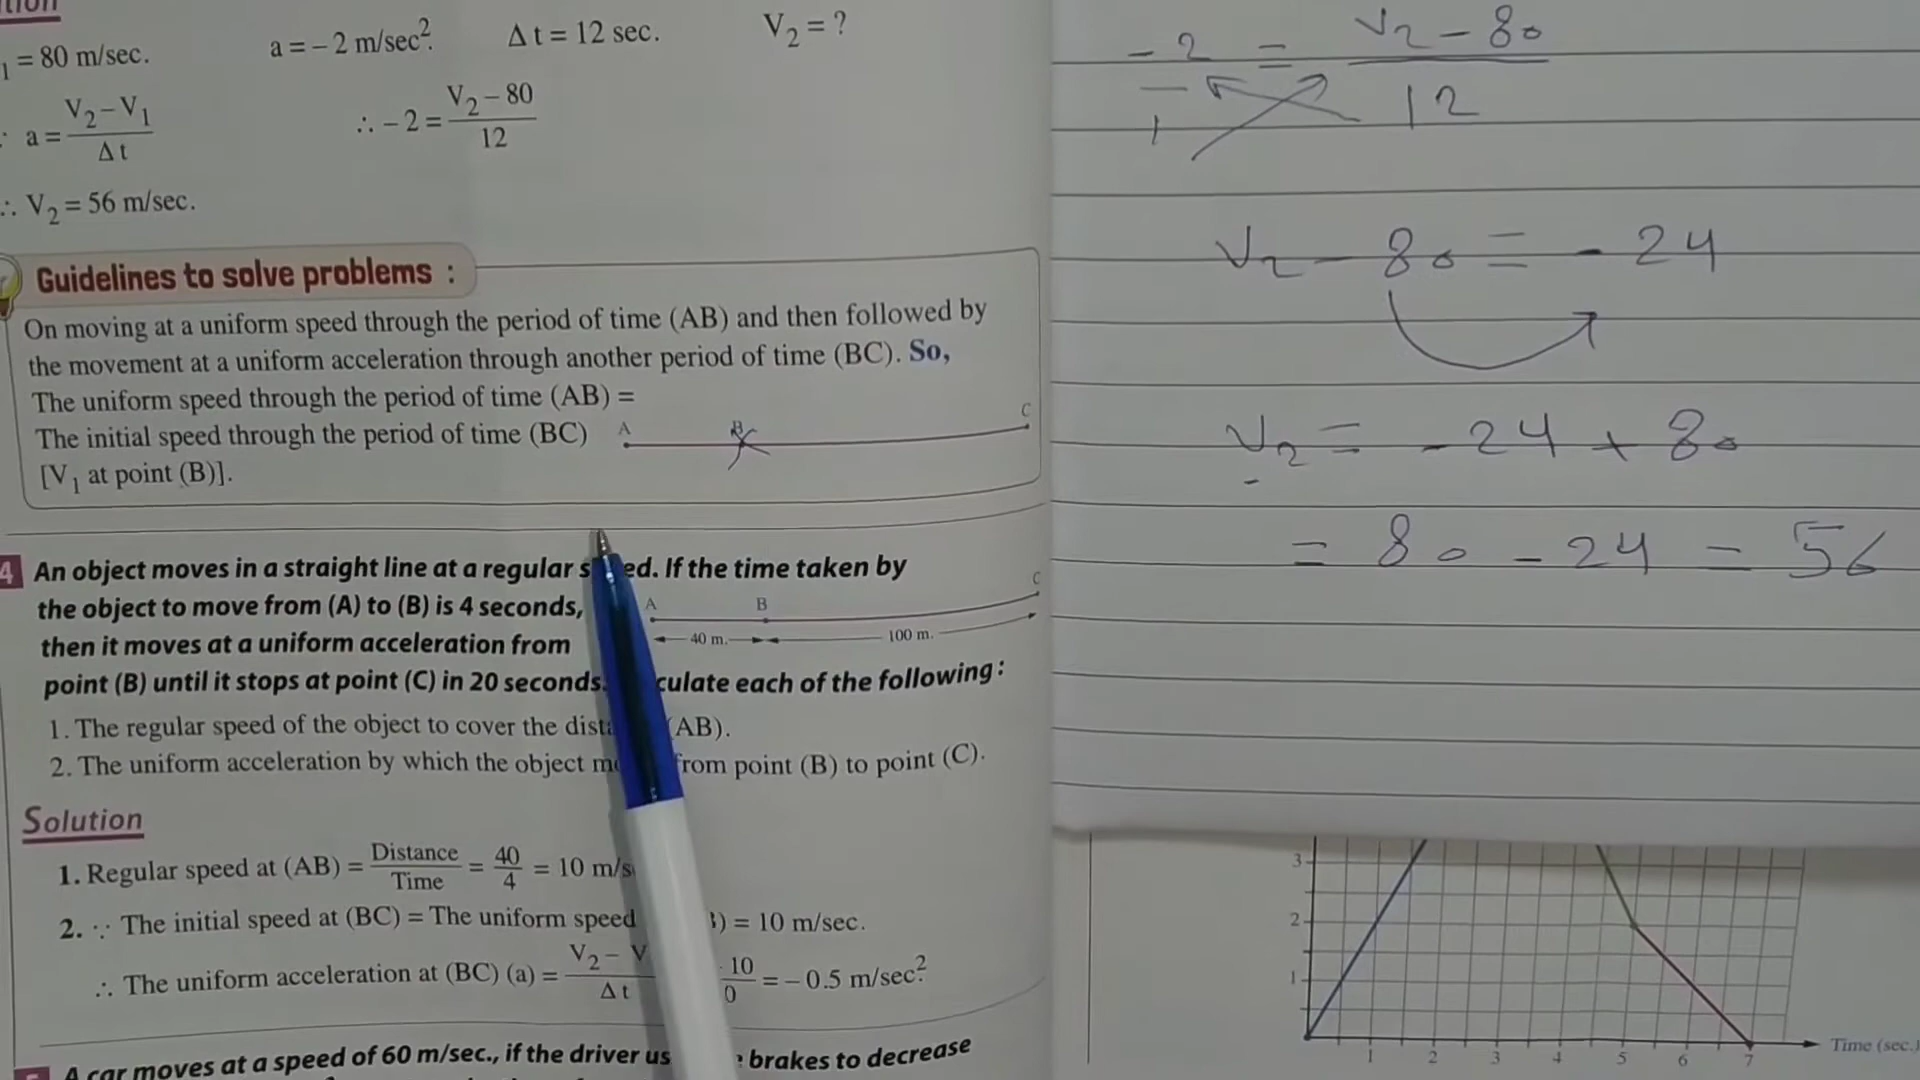 = 80 m/sec. a = – 2 m/sec². Δ t = 12 sec. V₂ = ?
a = V₂ – V₁ / Δ t ∴ – 2 = V₂ – 80 / 12
∴ V₂ = 56 m/sec.
Guidelines to solve problems :
On moving at a uniform speed through the period of time (AB) and then followed by
the movement at a uniform acceleration through another period of time (BC). So,
The uniform speed through the period of time (AB) =
The initial speed through the period of time (BC)
[V₁ at point (B)].
A B C
4 An object moves in a straight line at a regular s ed. If the time taken by
the object to move from (A) to (B) is 4 seconds,
then it moves at a uniform acceleration from
point (B) until it stops at point (C) in 20 seconds. culate each of the following :
A B C
40 m. 100 m.
1. The regular speed of the object to cover the dista (AB).
2. The uniform acceleration by which the object m from point (B) to point (C).
Solution
1. Regular speed at (AB) = Distance / Time = 40 / 4 = 10 m/s
2. ∵ The initial speed at (BC) = The uniform speed ) = 10 m/sec.
∴ The uniform acceleration at (BC) (a) = V₂ – V / Δ t 10 / 0 = – 0.5 m/sec².
A car moves at a speed of 60 m/sec., if the driver us brakes to decrease
- 2 / 1 = V₂ - 80 / 12
V₂ - 80 = - 24
V₂ = - 24 + 80
= 80 - 24 = 56
3
2
1
1 2 3 4 5 6 7 Time (sec.)